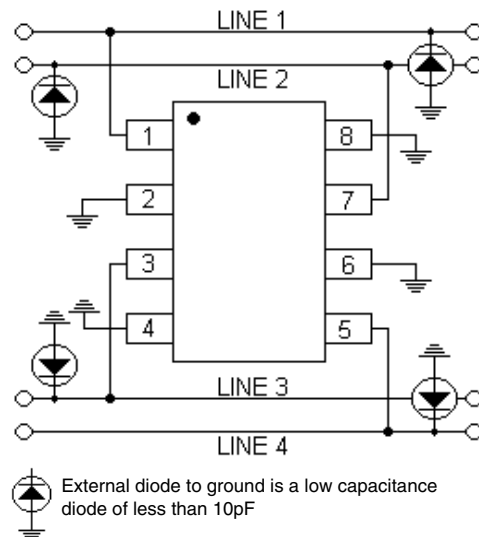 LINE 1
LINE 2
1
8
2
7
3
6
4
5
LINE 3
LINE 4
External diode to ground is a low capacitance
diode of less than 10pF